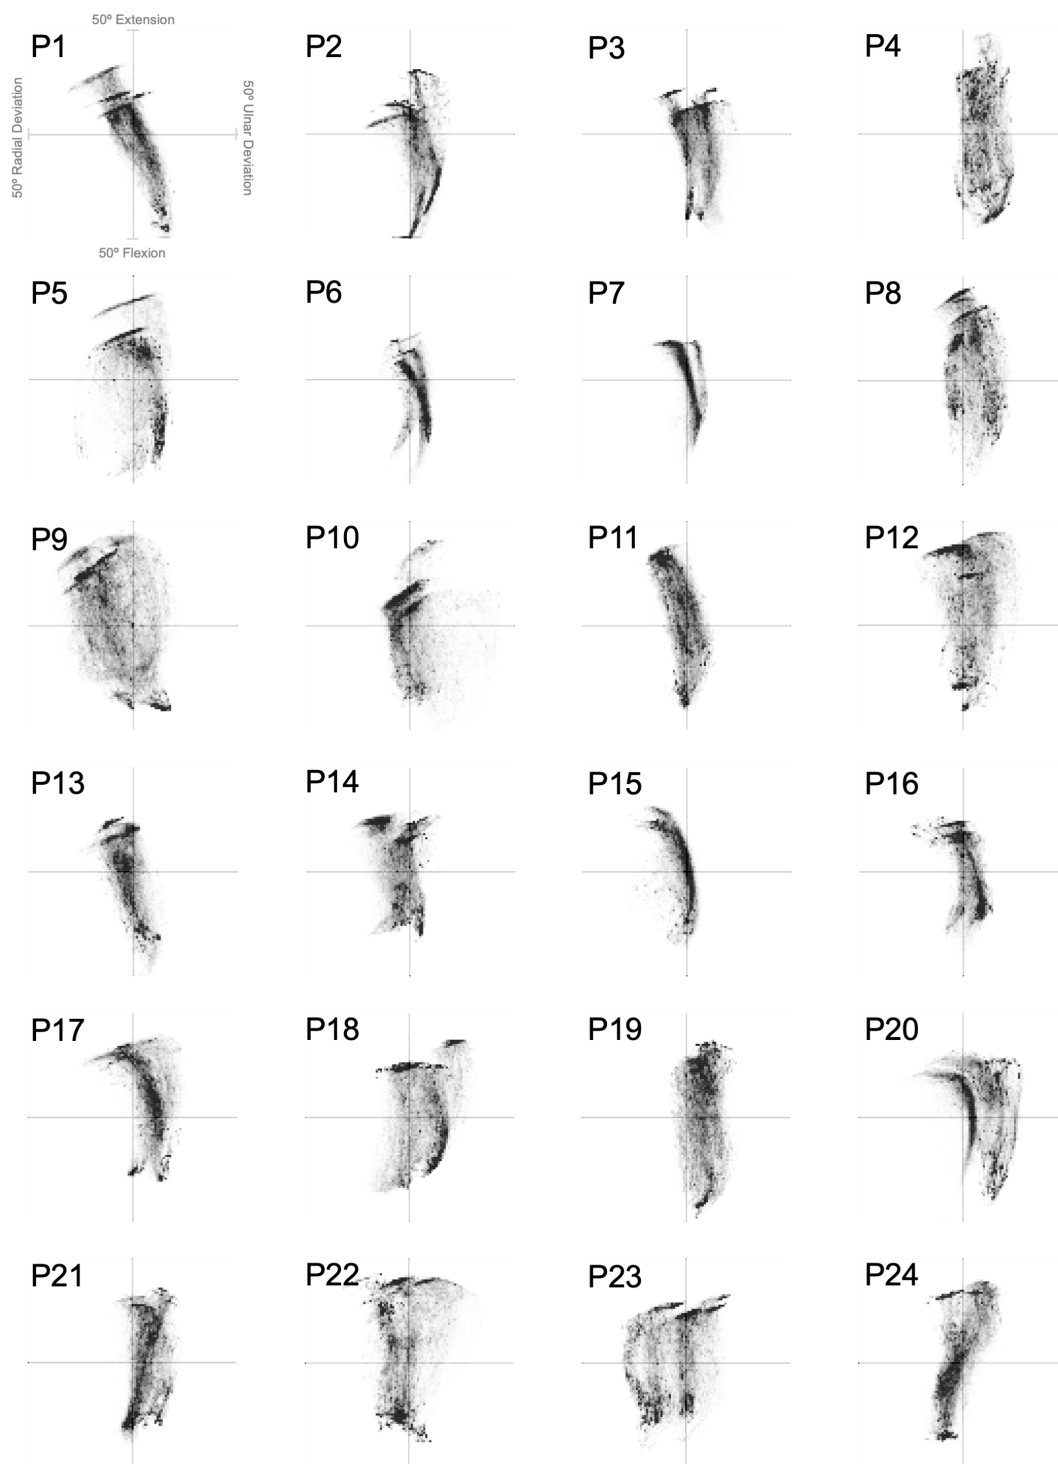 50º Extension
P1
P2
P3
P4
50º Radial Deviation
50º Ulnar Deviation
50º Flexion
P5
P6
P7
P8
P9
P10
P11
P12
P13
P14
P15
P16
P17
P18
P19
P20
P21
P22
P23
P24